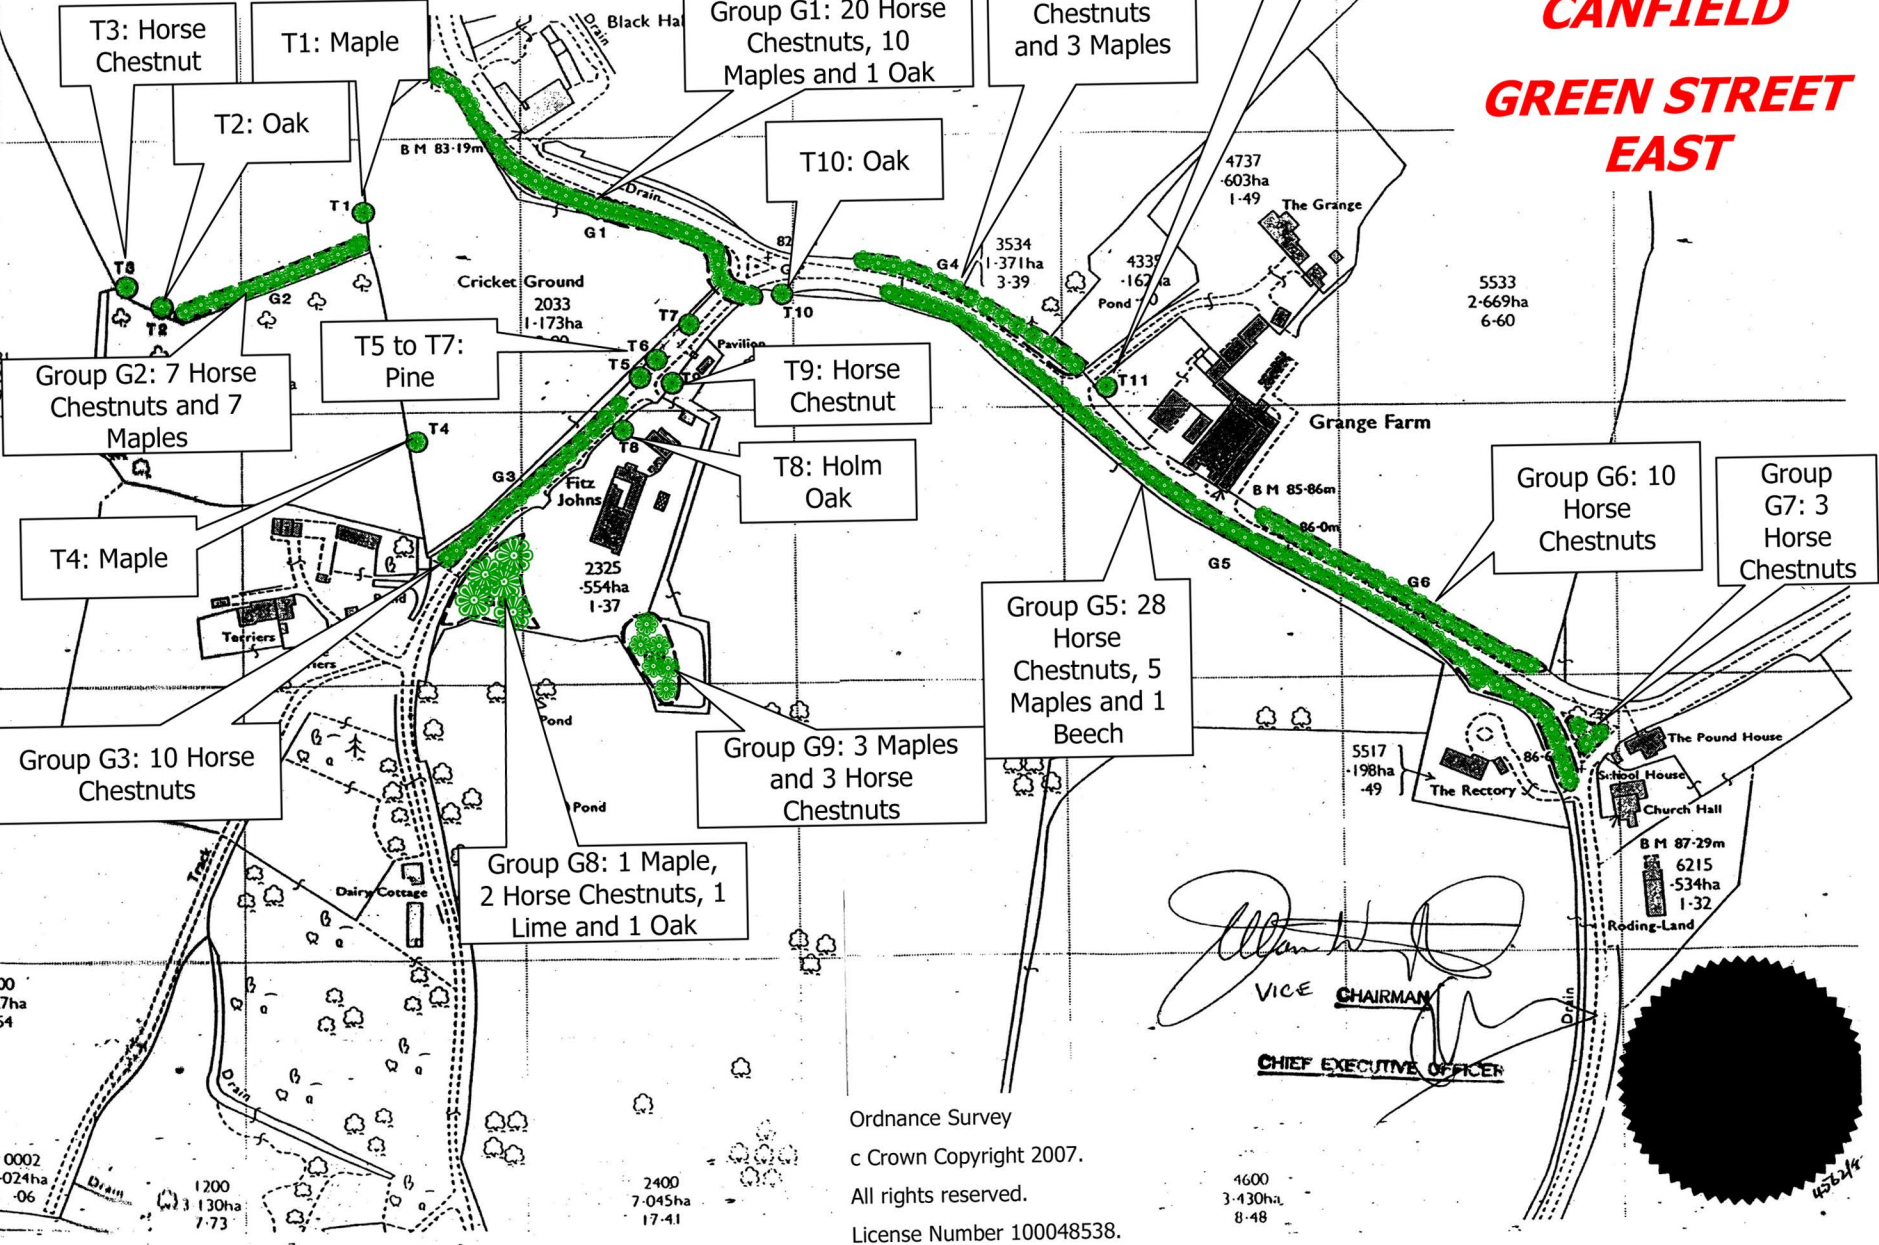 CANFIELD
GREEN STREET
EAST
T3: Horse
Chestnut
T1: Maple
T2: Oak
Black
Drain
Group G1: 20 Horse
Chestnuts, 10
Maples and 1 Oak
Chestnuts
and 3 Maples
T10: Oak
B M 83·19m
Drain
T1
G1
82
T3
T2
G2
Cricket Ground
2033
1·173ha
T10
G4
3534
1·371ha
3·39
Pond
4737
·603ha
1·49
The Grange
5533
2·669ha
6·60
T7
T6
T5
Pavilion
T11
T5 to T7:
Pine
T9: Horse
Chestnut
Group G2: 7 Horse
Chestnuts and 7
Maples
T4
T8
T8: Holm
Oak
Grange Farm
G3
Fitz
Johns
B M 85·86m
86·0m
Group G6: 10
Horse
Chestnuts
Group
G7: 3
Horse
Chestnuts
T4: Maple
2325
·554ha
1·37
G5
G6
Group G5: 28
Horse
Chestnuts, 5
Maples and 1
Beech
Terriers
Pond
Group G3: 10 Horse
Chestnuts
Group G9: 3 Maples
and 3 Horse
Chestnuts
Pond
5517
·198ha
·49
The Rectory
The Pound House
School House
Church Hall
B M 87·29m
6215
·534ha
1·32
Roding-Land
Group G8: 1 Maple,
2 Horse Chestnuts, 1
Lime and 1 Oak
Track
Dairy Cottage
VICE CHAIRMAN
CHIEF EXECUTIVE OFFICER
Drain
Drain
Drain
Ordnance Survey
c Crown Copyright 2007.
All rights reserved.
License Number 100048538.
0002
·024ha
·06
1200
3·130ha
7·73
2400
7·045ha
17·41
4600
3·430ha
8·48